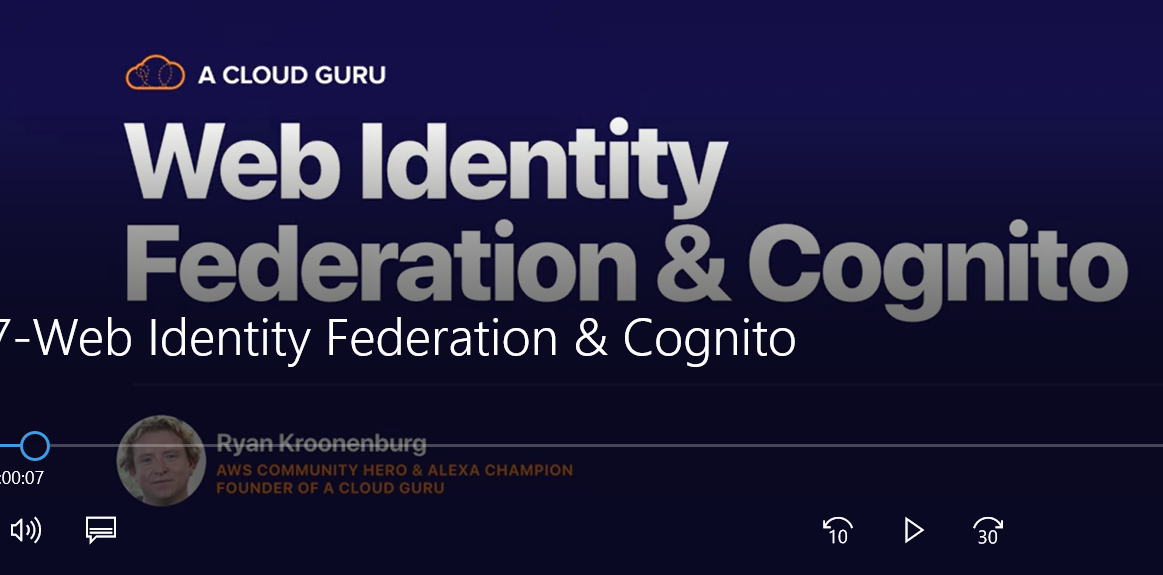 A CLOUD GURU
Web Identity
Federation & Cognito
7-Web Identity Federation & Cognito
Ryan Kroonenburg
AWS COMMUNITY HERO & ALEXA CHAMPION
FOUNDER OF A CLOUD GURU
:00:07
10
30